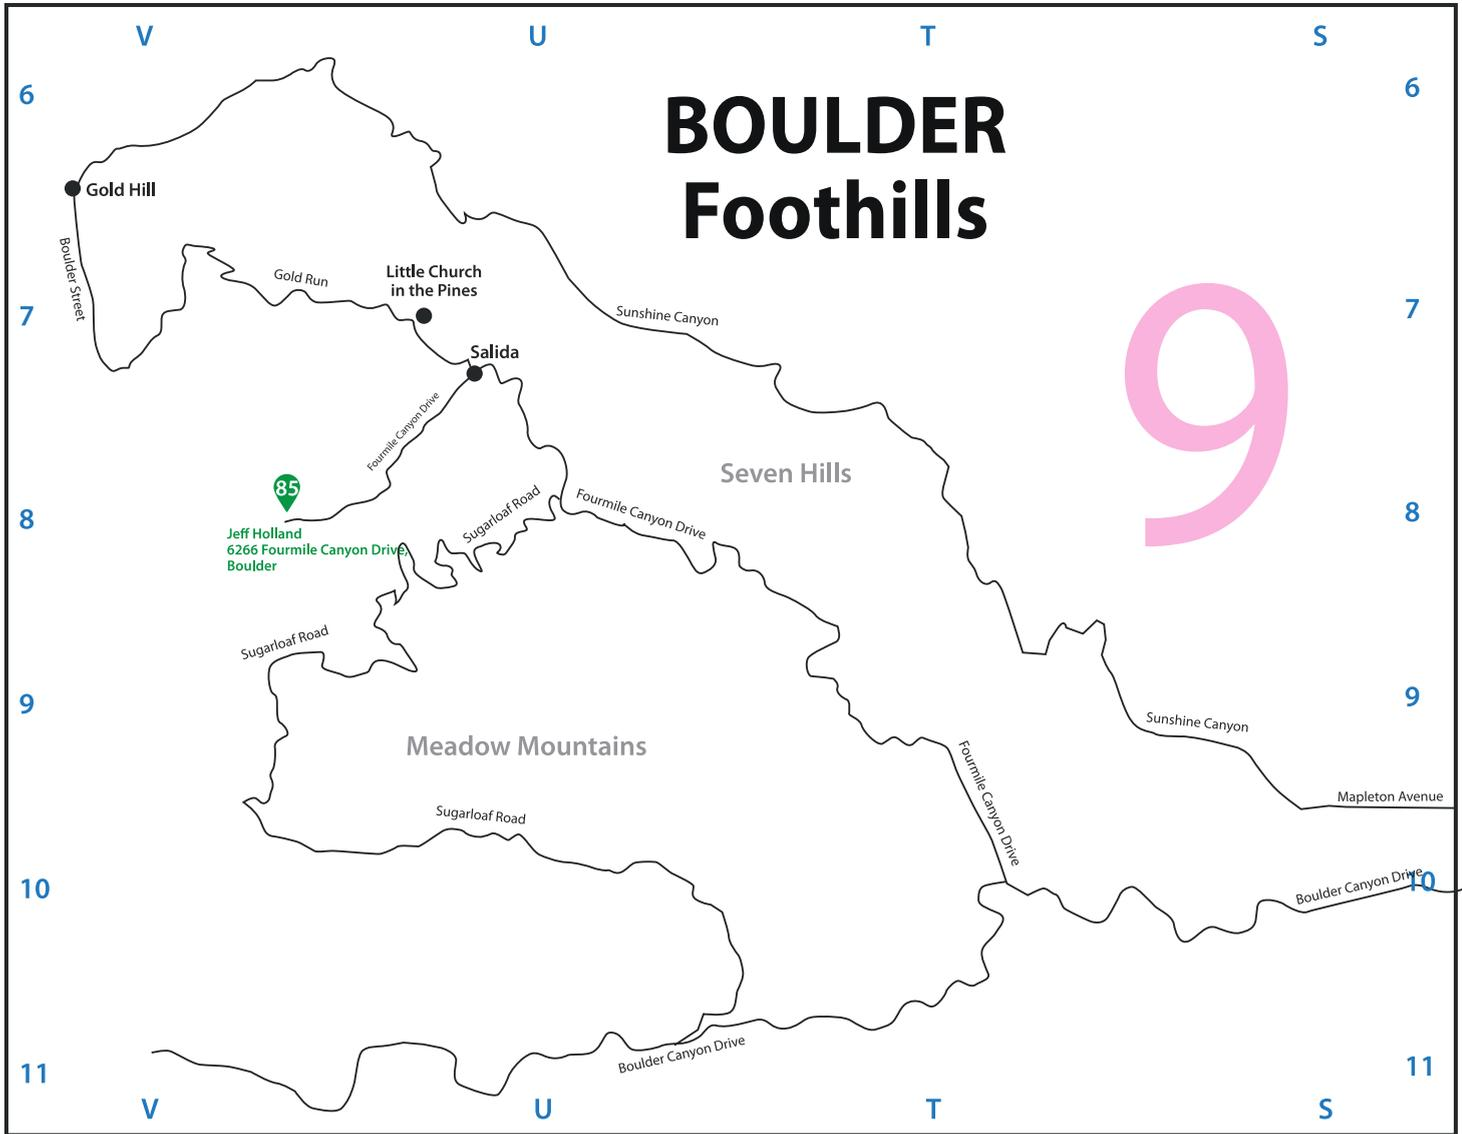 V U T S
6 6
BOULDER
Foothills
Gold Hill
Boulder Street
Gold Run
Little Church
in the Pines
9
7 7
Sunshine Canyon
Salida
Fourmile Canyon Drive
Seven Hills
85
Sugarloaf Road
Fourmile Canyon Drive
8 8
Jeff Holland
6266 Fourmile Canyon Drive,
Boulder
Sugarloaf Road
9 9
Sunshine Canyon
Meadow Mountains
Fourmile Canyon Drive
Mapleton Avenue
Sugarloaf Road
10 10
Boulder Canyon Drive
Boulder Canyon Drive
11 11
V U T S